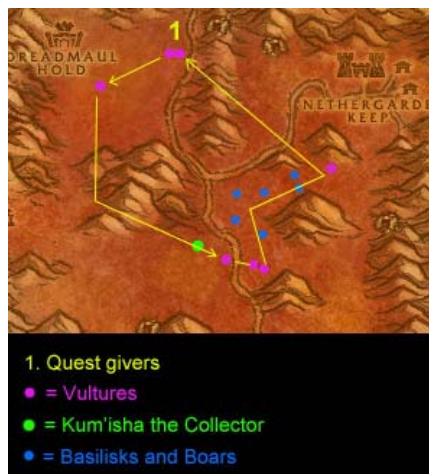 1
DREADMAUL
HOLD
NETHERGARDE
KEEP
1. Quest givers
= Vultures
= Kum'isha the Collector
= Basilisks and Boars